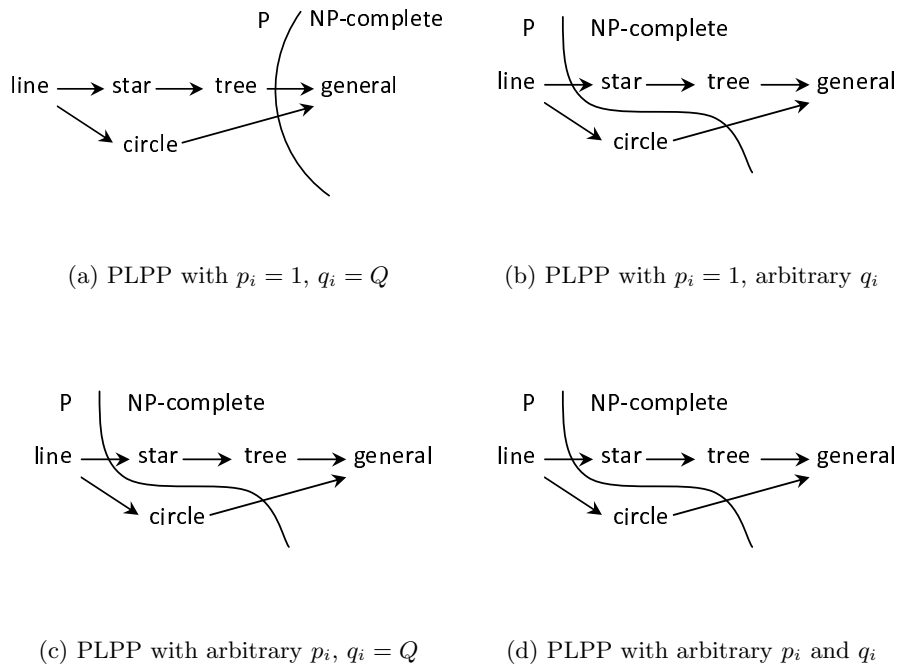 P NP-complete
line star tree general
circle
(a) PLPP with p_i = 1, q_i = Q
P NP-complete
line star tree general
circle
(b) PLPP with p_i = 1, arbitrary q_i
P NP-complete
line star tree general
circle
(c) PLPP with arbitrary p_i, q_i = Q
P NP-complete
line star tree general
circle
(d) PLPP with arbitrary p_i and q_i